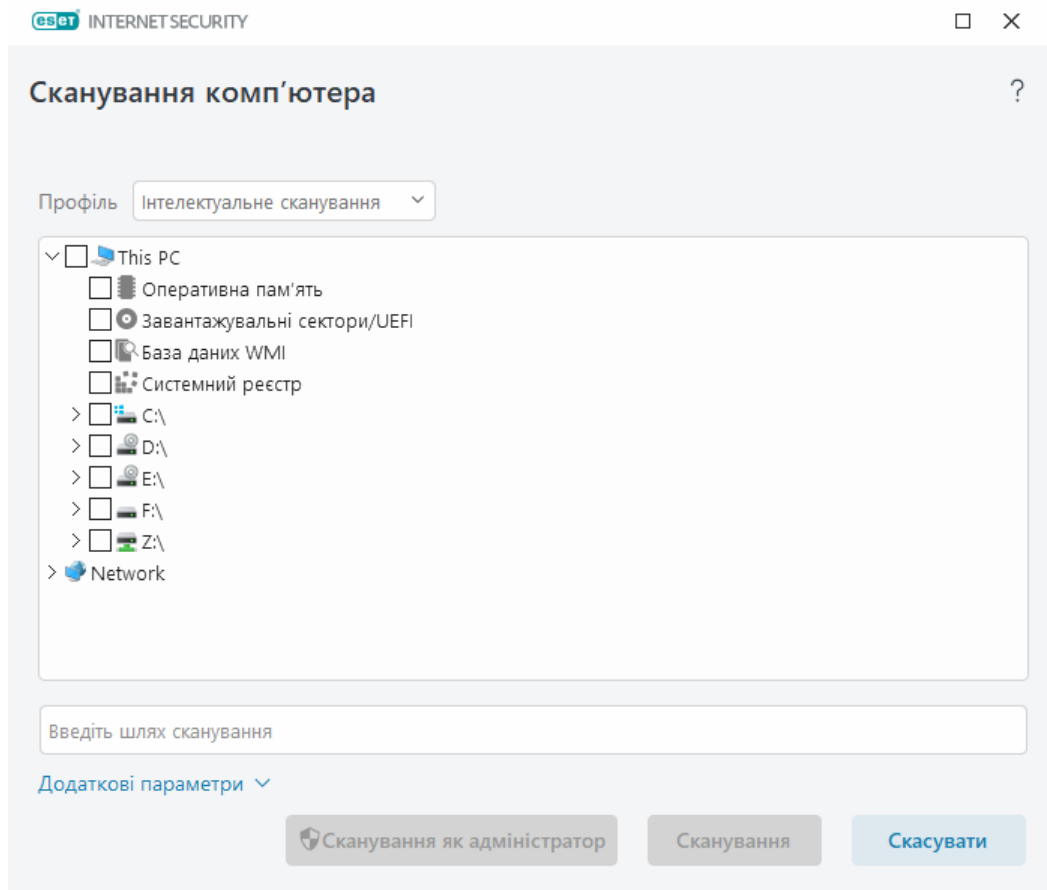 eset INTERNET SECURITY
Сканування комп’ютера
?
Профіль Інтелектуальне сканування
This PC
Оперативна пам'ять
Завантажувальні сектори/UEFI
База даних WMI
Системний реєстр
C:\
D:\
E:\
F:\
Z:\
Network
Введіть шлях сканування
Додаткові параметри
Сканування як адміністратор Сканування Скасувати